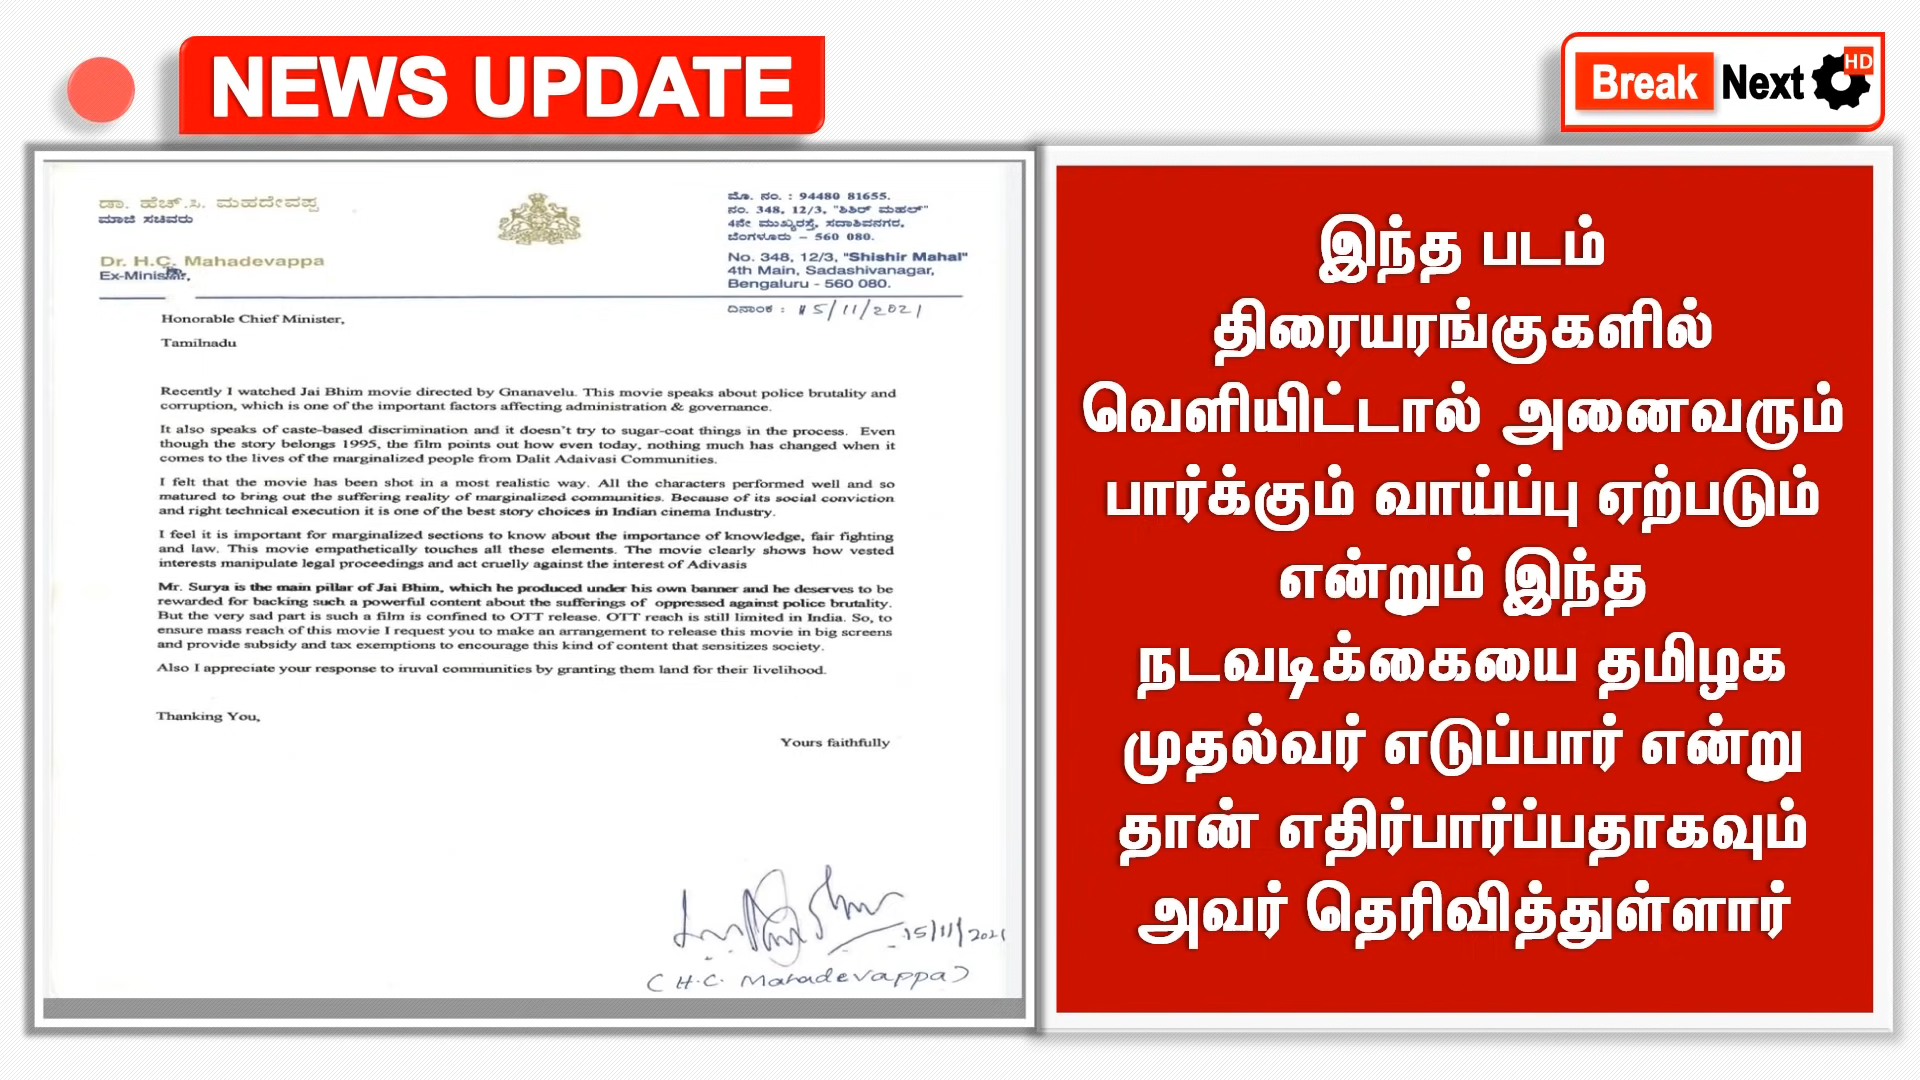 NEWS UPDATE
Break Next HD
ಡಾ. ಹೆಚ್.ಸಿ. ಮಹದೇವಪ್ಪ
ಮಾಜಿ ಸಚಿವರು
Dr. H.C. Mahadevappa
Ex-Minister,
ಮೊ. ನಂ. : 94480 81655.
ನಂ. 348, 12/3, "ಶಿಶಿರ್ ಮಹಲ್"
4ನೇ ಮುಖ್ಯರಸ್ತೆ, ಸದಾಶಿವನಗರ,
ಬೆಂಗಳೂರು – 560 080.
No. 348, 12/3, "Shishir Mahal"
4th Main, Sadashivanagar,
Bengaluru - 560 080.
ದಿನಾಂಕ : 15/11/2021
Honorable Chief Minister,
Tamilnadu
Recently I watched Jai Bhim movie directed by Gnanavelu. This movie speaks about police brutality and
corruption, which is one of the important factors affecting administration & governance.
It also speaks of caste-based discrimination and it doesn't try to sugar-coat things in the process. Even
though the story belongs 1995, the film points out how even today, nothing much has changed when it
comes to the lives of the marginalized people from Dalit Adaivasi Communities.
I felt that the movie has been shot in a most realistic way. All the characters performed well and so
matured to bring out the suffering reality of marginalized communities. Because of its social conviction
and right technical execution it is one of the best story choices in Indian cinema Industry.
I feel it is important for marginalized sections to know about the importance of knowledge, fair fighting
and law. This movie empathetically touches all these elements. The movie clearly shows how vested
interests manipulate legal proceedings and act cruelly against the interest of Adivasis
Mr. Surya is the main pillar of Jai Bhim, which he produced under his own banner and he deserves to be
rewarded for backing such a powerful content about the sufferings of oppressed against police brutality.
But the very sad part is such a film is confined to OTT release. OTT reach is still limited in India. So, to
ensure mass reach of this movie I request you to make an arrangement to release this movie in big screens
and provide subsidy and tax exemptions to encourage this kind of content that sensitizes society.
Also I appreciate your response to iruval communities by granting them land for their livelihood.
Thanking You,
Yours faithfully
15/11/2021
(H.C. Mahadevappa)
இந்த படம்
திரையரங்குகளில்
வெளியிட்டால் அனைவரும்
பார்க்கும் வாய்ப்பு ஏற்படும்
என்றும் இந்த
நடவடிக்கையை தமிழக
முதல்வர் எடுப்பார் என்று
தான் எதிர்பார்ப்பதாகவும்
அவர் தெரிவித்துள்ளார்